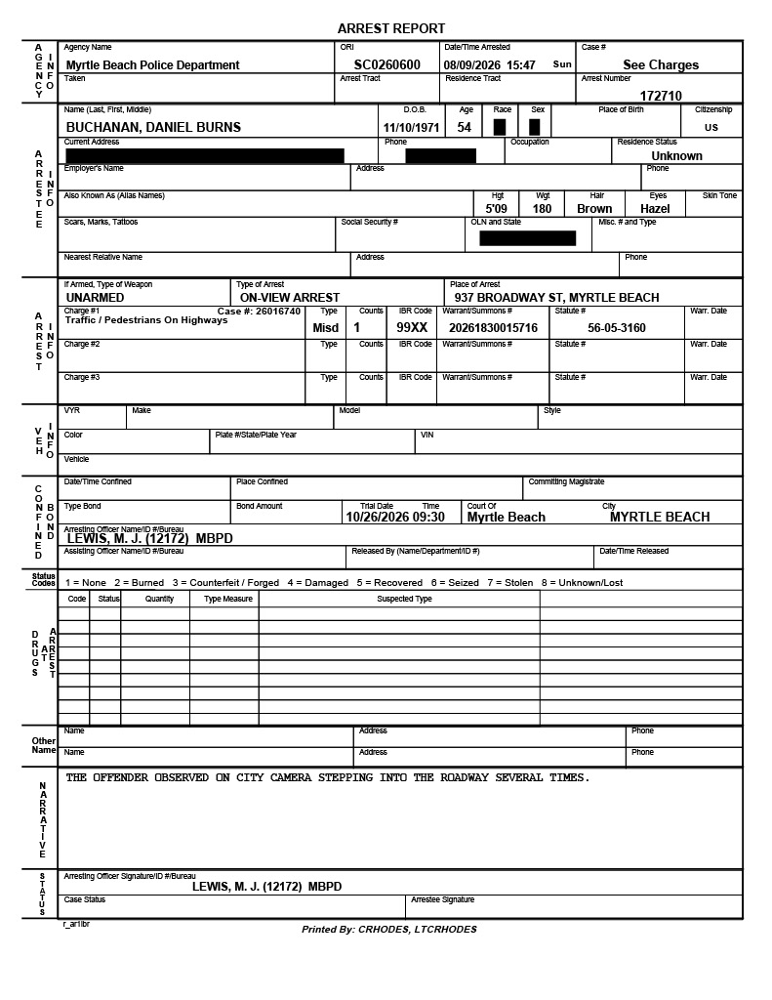 ARREST REPORT
AGENCY INFO
Agency Name ORI Date/Time Arrested Case #
Myrtle Beach Police Department SC0260600 08/09/2026 15:47 Sun See Charges
Taken Arrest Tract Residence Tract Arrest Number
172710
ARRESTEE INFO
Name (Last, First, Middle) D.O.B. Age Race Sex Place of Birth Citizenship
BUCHANAN, DANIEL BURNS 11/10/1971 54 US
Current Address Phone Occupation Residence Status
Unknown
Employer's Name Address Phone
Also Known As (Alias Names) Hgt Wgt Hair Eyes Skin Tone
5'09 180 Brown Hazel
Scars, Marks, Tattoos Social Security # OLN and State Misc. # and Type
Nearest Relative Name Address Phone
ARREST INFO
If Armed, Type of Weapon Type of Arrest Place of Arrest
UNARMED ON-VIEW ARREST 937 BROADWAY ST, MYRTLE BEACH
Charge #1 Case #: 26016740 Type Counts IBR Code Warrant/Summons # Statute # Warr. Date
Traffic / Pedestrians On Highways Misd 1 99XX 20261830015716 56-05-3160
Charge #2 Type Counts IBR Code Warrant/Summons # Statute # Warr. Date
Charge #3 Type Counts IBR Code Warrant/Summons # Statute # Warr. Date
VEH INFO
VYR Make Model Style
Color Plate #/State/Plate Year VIN
Vehicle
CONFINED BOND
Date/Time Confined Place Confined Committing Magistrate
Type Bond Bond Amount Trial Date Time Court Of City
10/26/2026 09:30 Myrtle Beach MYRTLE BEACH
Arresting Officer Name/ID #/Bureau
LEWIS, M. J. (12172) MBPD
Assisting Officer Name/ID #/Bureau Released By (Name/Department/ID #) Date/Time Released
Status Codes 1 = None 2 = Burned 3 = Counterfeit / Forged 4 = Damaged 5 = Recovered 6 = Seized 7 = Stolen 8 = Unknown/Lost
Code Status Quantity Type Measure Suspected Type
DRUGS AT ARREST
Other Name
Name Address Phone
Name Address Phone
NARRATIVE
THE OFFENDER OBSERVED ON CITY CAMERA STEPPING INTO THE ROADWAY SEVERAL TIMES.
STATUS
Arresting Officer Signature/ID #/Bureau
LEWIS, M. J. (12172) MBPD
Case Status Arrestee Signature
r_ar1lbr
Printed By: CRHODES, LTCRHODES